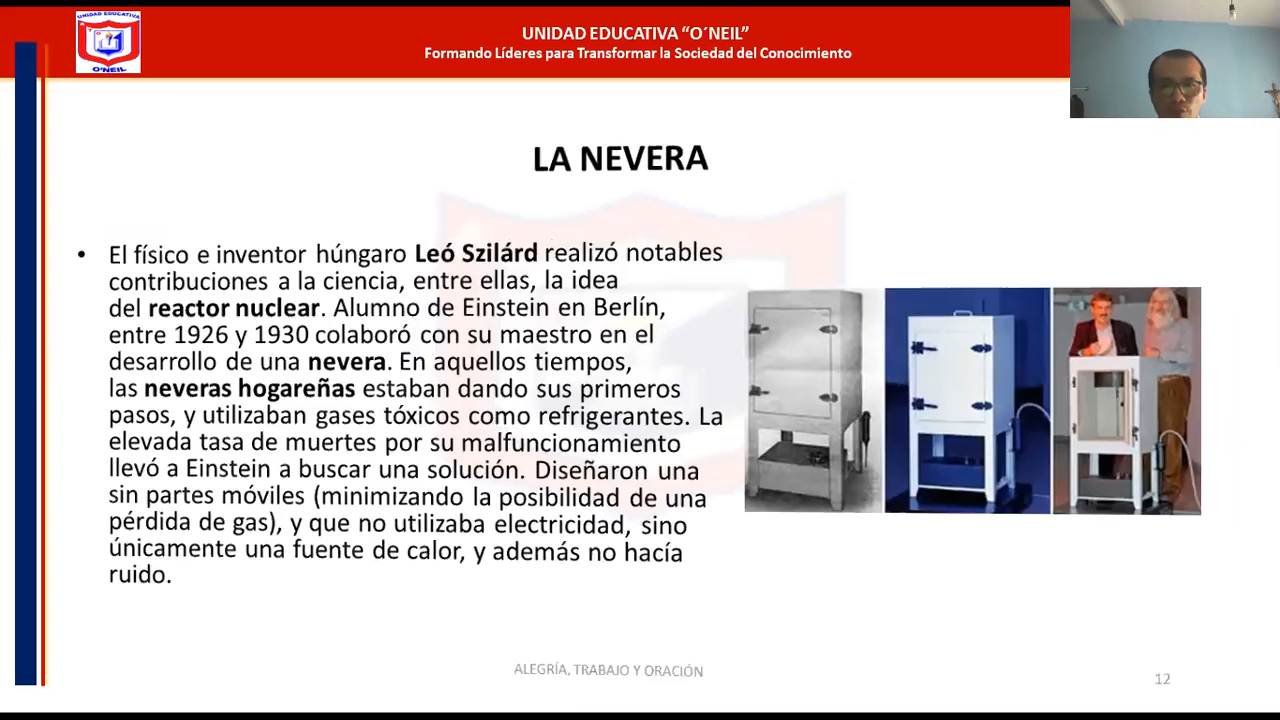 UNIDAD EDUCATIVA
O'NEIL
UNIDAD EDUCATIVA “O´NEIL”
Formando Líderes para Transformar la Sociedad del Conocimiento
LA NEVERA
• El físico e inventor húngaro Leó Szilárd realizó notables
contribuciones a la ciencia, entre ellas, la idea
del reactor nuclear. Alumno de Einstein en Berlín,
entre 1926 y 1930 colaboró con su maestro en el
desarrollo de una nevera. En aquellos tiempos,
las neveras hogareñas estaban dando sus primeros
pasos, y utilizaban gases tóxicos como refrigerantes. La
elevada tasa de muertes por su malfuncionamiento
llevó a Einstein a buscar una solución. Diseñaron una
sin partes móviles (minimizando la posibilidad de una
pérdida de gas), y que no utilizaba electricidad, sino
únicamente una fuente de calor, y además no hacía
ruido.
ALEGRÍA, TRABAJO Y ORACIÓN
12